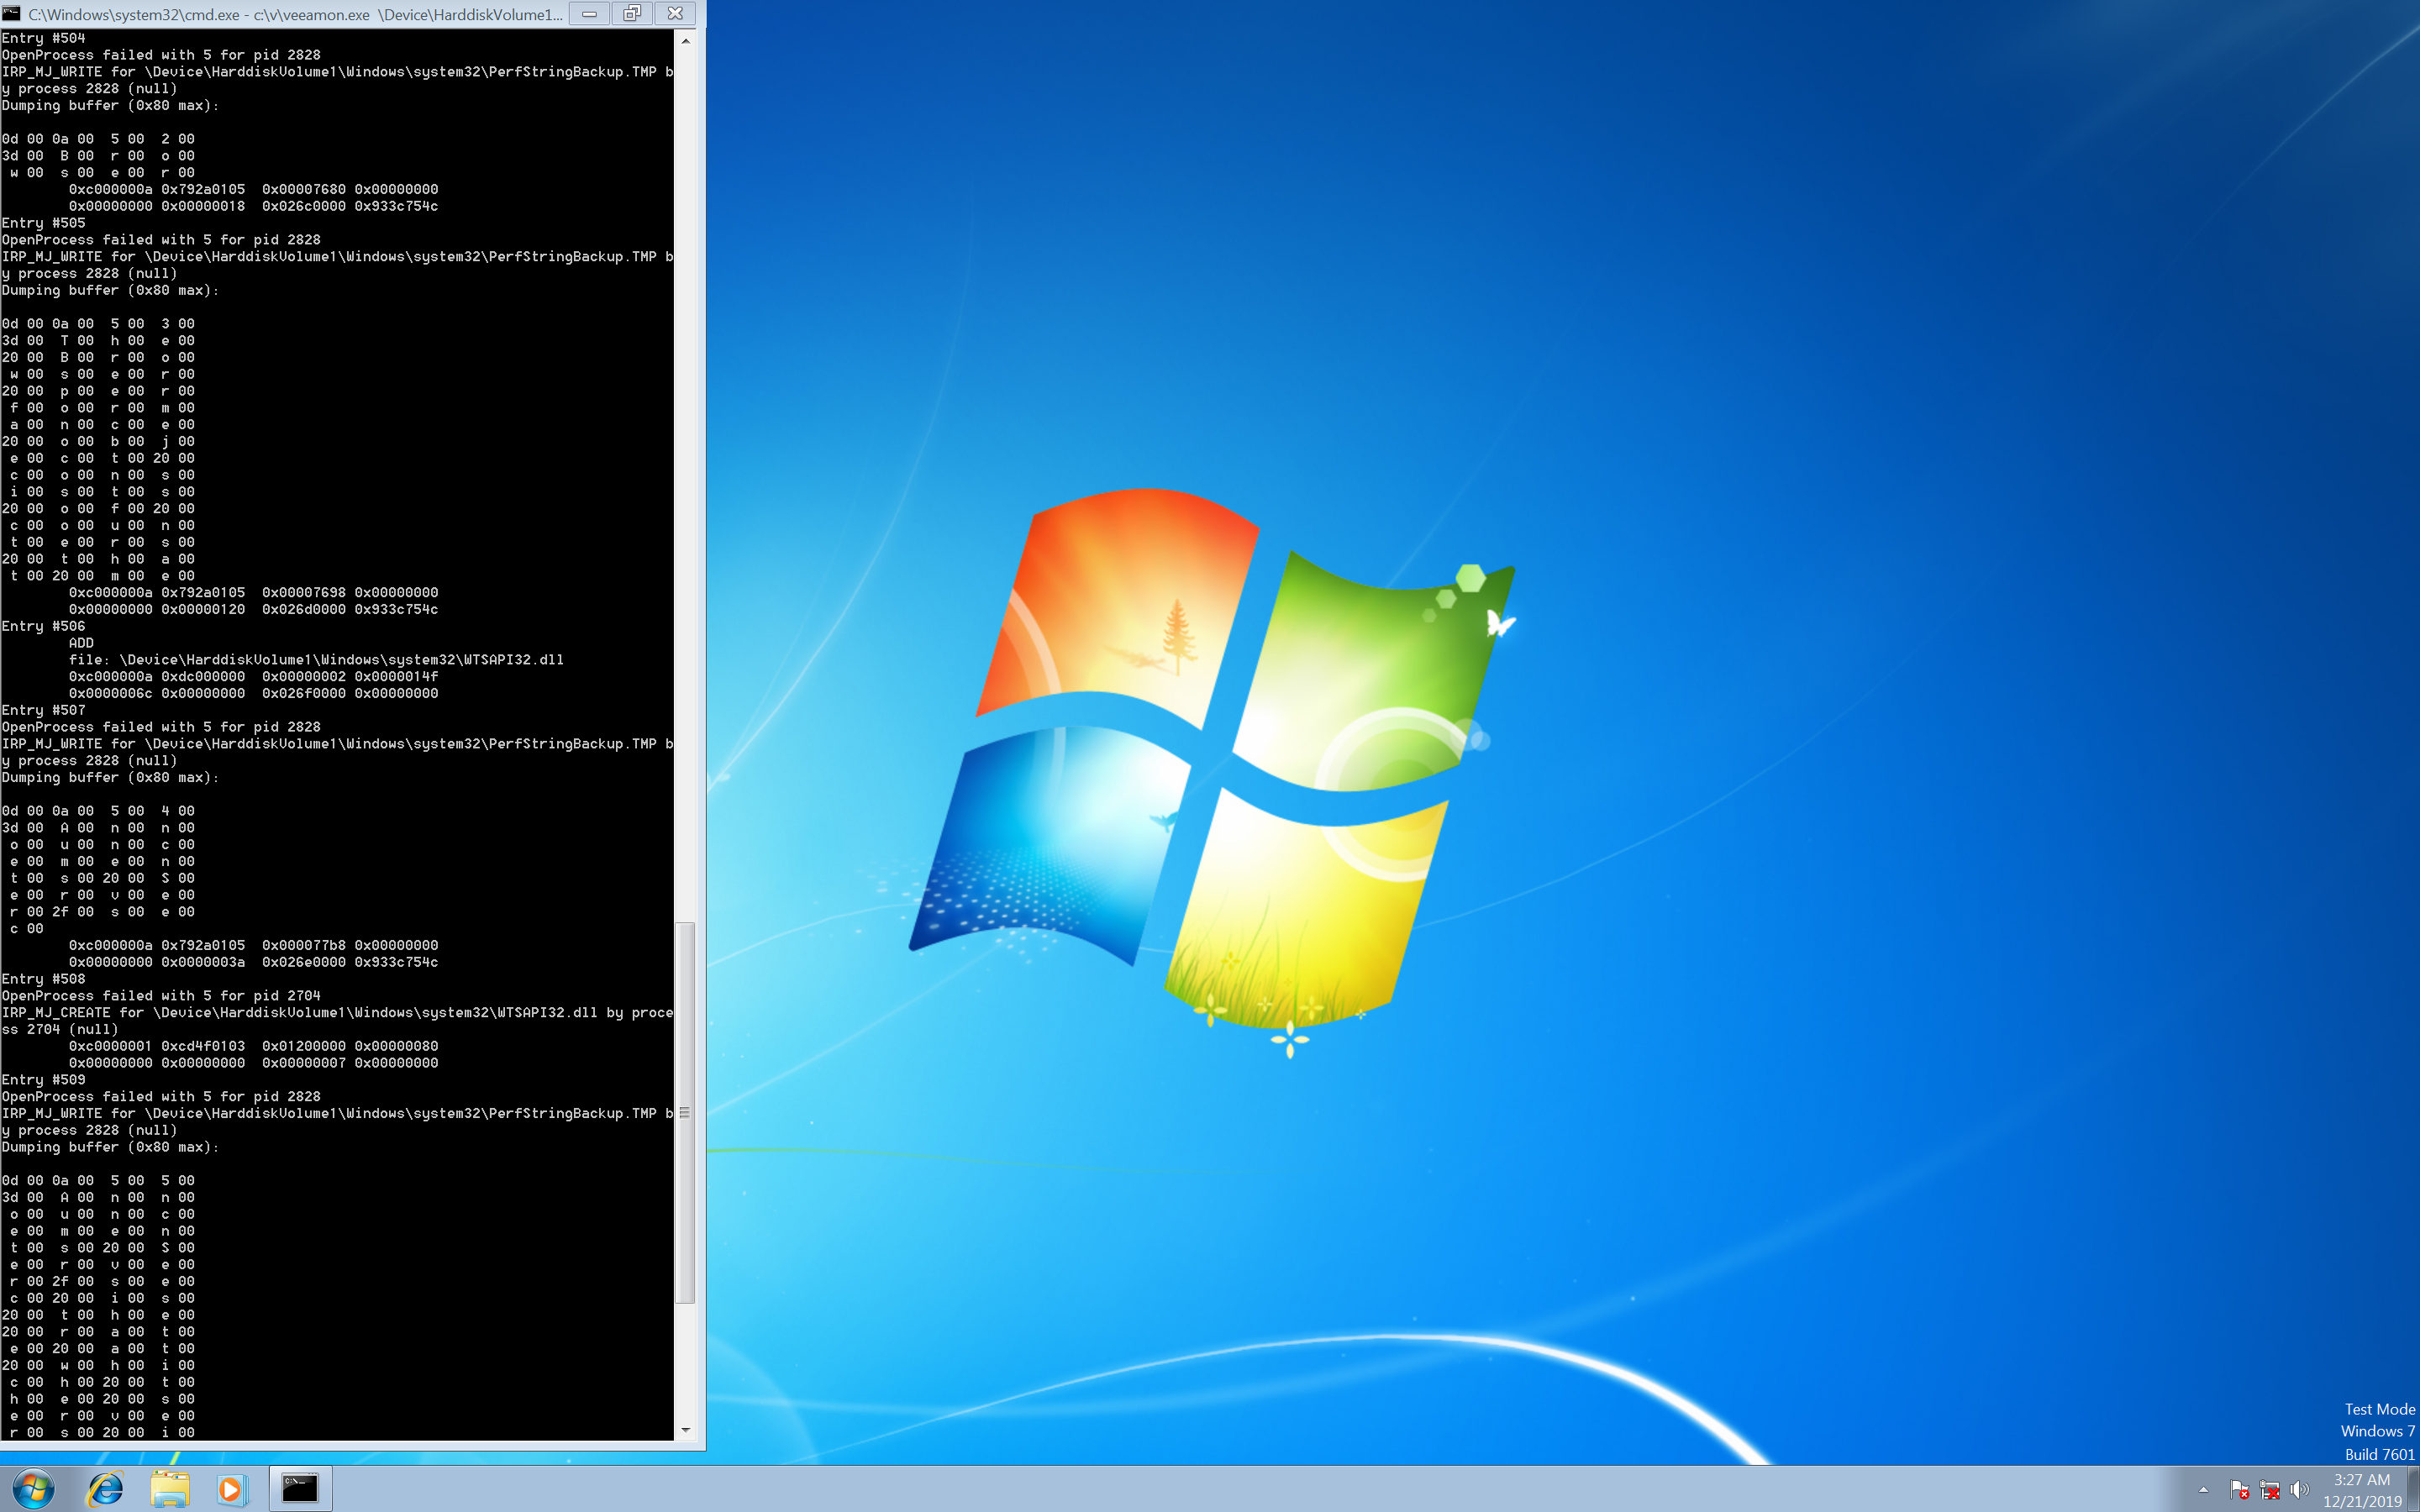 C:\Windows\system32\cmd.exe - c:\v\veeamon.exe  \Device\HarddiskVolume1...
Entry #504
OpenProcess failed with 5 for pid 2828
IRP_MJ_WRITE for \Device\HarddiskVolume1\Windows\system32\PerfStringBackup.TMP b
y process 2828 (null)
Dumping buffer (0x80 max):
0d 00 0a 00  5 00  2 00
3d 00  B 00  r 00  o 00
 w 00  s 00  e 00  r 00
        0xc000000a 0x792a0105  0x00007680 0x00000000
        0x00000000 0x00000018  0x026c0000 0x933c754c
Entry #505
OpenProcess failed with 5 for pid 2828
IRP_MJ_WRITE for \Device\HarddiskVolume1\Windows\system32\PerfStringBackup.TMP b
y process 2828 (null)
Dumping buffer (0x80 max):
0d 00 0a 00  5 00  3 00
3d 00  T 00  h 00  e 00
20 00  B 00  r 00  o 00
 w 00  s 00  e 00  r 00
20 00  p 00  e 00  r 00
 f 00  o 00  r 00  m 00
 a 00  n 00  c 00  e 00
20 00  o 00  b 00  j 00
 e 00  c 00  t 00 20 00
 c 00  o 00  n 00  s 00
 i 00  s 00  t 00  s 00
20 00  o 00  f 00 20 00
 c 00  o 00  u 00  n 00
 t 00  e 00  r 00  s 00
20 00  t 00  h 00  a 00
 t 00 20 00  m 00  e 00
        0xc000000a 0x792a0105  0x00007698 0x00000000
        0x00000000 0x00000120  0x026d0000 0x933c754c
Entry #506
        ADD
        file: \Device\HarddiskVolume1\Windows\system32\WTSAPI32.dll
        0xc000000a 0xdc000000  0x00000002 0x0000014f
        0x0000006c 0x00000000  0x026f0000 0x00000000
Entry #507
OpenProcess failed with 5 for pid 2828
IRP_MJ_WRITE for \Device\HarddiskVolume1\Windows\system32\PerfStringBackup.TMP b
y process 2828 (null)
Dumping buffer (0x80 max):
0d 00 0a 00  5 00  4 00
3d 00  A 00  n 00  n 00
 o 00  u 00  n 00  c 00
 e 00  m 00  e 00  n 00
 t 00  s 00 20 00  S 00
 e 00  r 00  v 00  e 00
 r 00 2f 00  s 00  e 00
 c 00
        0xc000000a 0x792a0105  0x000077b8 0x00000000
        0x00000000 0x0000003a  0x026e0000 0x933c754c
Entry #508
OpenProcess failed with 5 for pid 2704
IRP_MJ_CREATE for \Device\HarddiskVolume1\Windows\system32\WTSAPI32.dll by proce
ss 2704 (null)
        0xc0000001 0xcd4f0103  0x01200000 0x00000080
        0x00000000 0x00000000  0x00000007 0x00000000
Entry #509
OpenProcess failed with 5 for pid 2828
IRP_MJ_WRITE for \Device\HarddiskVolume1\Windows\system32\PerfStringBackup.TMP b
y process 2828 (null)
Dumping buffer (0x80 max):
0d 00 0a 00  5 00  5 00
3d 00  A 00  n 00  n 00
 o 00  u 00  n 00  c 00
 e 00  m 00  e 00  n 00
 t 00  s 00 20 00  S 00
 e 00  r 00  v 00  e 00
 r 00 2f 00  s 00  e 00
 c 00 20 00  i 00  s 00
20 00  t 00  h 00  e 00
20 00  r 00  a 00  t 00
 e 00 20 00  a 00  t 00
20 00  w 00  h 00  i 00
 c 00  h 00 20 00  t 00
 h 00  e 00 20 00  s 00
 e 00  r 00  v 00  e 00
 r 00  s 00 20 00  i 00
Test Mode
Windows 7
Build 7601
3:27 AM
12/21/2019